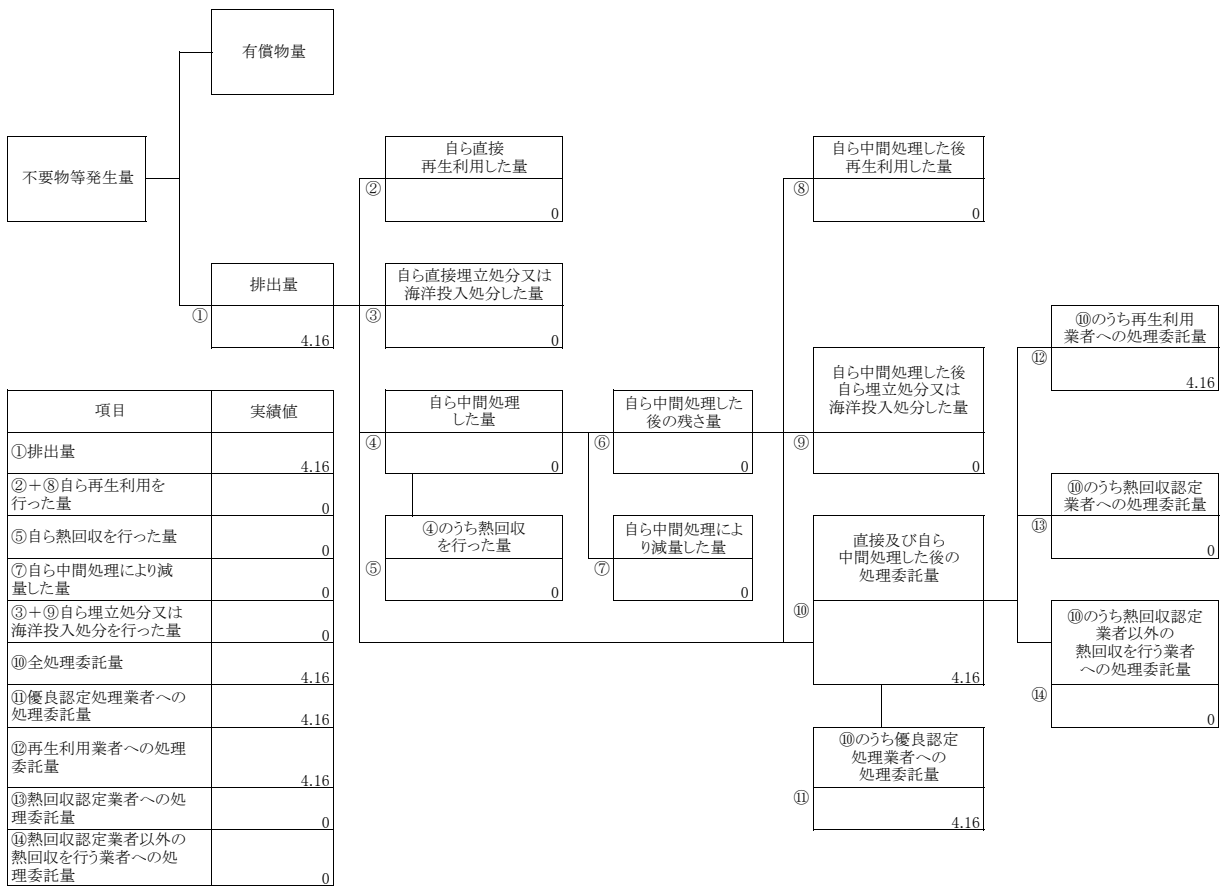 有償物量
不要物等発生量
自ら直接
再生利用した量
②
0
自ら中間処理した後
再生利用した量
⑧
0
排出量
①
4.16
自ら直接埋立処分又は
海洋投入処分した量
③
0
⑩のうち再生利用
業者への処理委託量
⑫
4.16
自ら中間処理
した量
④
0
自ら中間処理した
後の残さ量
⑥
0
自ら中間処理した後
自ら埋立処分又は
海洋投入処分した量
⑨
0
⑩のうち熱回収認定
業者への処理委託量
⑬
0
④のうち熱回収
を行った量
⑤
0
自ら中間処理によ
り減量した量
⑦
0
直接及び自ら
中間処理した後の
処理委託量
⑩
4.16
⑩のうち熱回収認定
業者以外の
熱回収を行う業者
への処理委託量
⑭
0
⑩のうち優良認定
処理業者への
処理委託量
⑪
4.16
項目 実績値
①排出量
4.16
②+⑧自ら再生利用を
行った量
0
⑤自ら熱回収を行った量
0
⑦自ら中間処理により減
量した量
0
③+⑨自ら埋立処分又は
海洋投入処分を行った量
0
⑩全処理委託量
4.16
⑪優良認定処理業者への
処理委託量
4.16
⑫再生利用業者への処理
委託量
4.16
⑬熱回収認定業者への処
理委託量
0
⑭熱回収認定業者以外の
熱回収を行う業者への処
理委託量
0